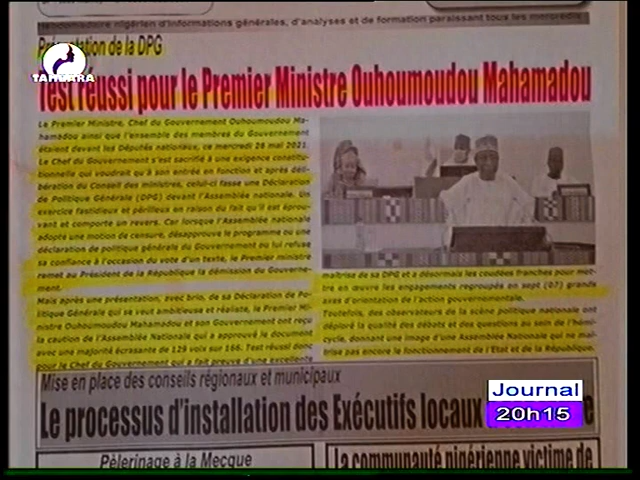 Hebdomadaire nigérien d'informations générales, d'analyses et de formation paraissant tous les mercredis
Présentation de la DPG
TAMBARA
Test réussi pour le Premier Ministre Ouhoumoudou Mahamadou
Le Premier Ministre, Chef du Gouvernement Ouhoumoudou Ma-
hamadou ainsi que l'ensemble des membres du Gouvernement
étaient devant les Députés nationaux, ce mercredi 26 mai 2021.
Le Chef du Gouvernement s'est sacrifié à une exigence constitu-
tionnelle qui voudrait qu'à son entrée en fonction et après déli-
bération du Conseil des ministres, celui-ci fasse une Déclaration
de Politique Générale (DPG) devant l'Assemblée Nationale. Un
exercice fastidieux et périlleux en raison du fait qu'il est éprou-
vant et comporte un revers. Car lorsque l'Assemblée nationale
adopte une motion de censure, désapprouve le programme ou une
déclaration de politique générale du Gouvernement ou lui refuse
sa confiance à l'occasion du vote d'un texte, le Premier ministre
remet au Président de la République la démission du Gouverne-
ment.
Mais après une présentation, avec brio, de sa Déclaration de Po-
litique Générale qui se veut ambitieuse et réaliste, le Premier Mi-
nistre Ouhoumoudou Mahamadou et son Gouvernement ont reçu
la caution de l'Assemblée Nationale qui a approuvé le document
avec une majorité écrasante de 129 voix sur 156. Test réussi donc
pour le Chef du Gouvernement qui a fait preuve d'une excellente
maîtrise de sa DPG et a désormais les coudées franches pour met-
tre en œuvre les engagements regroupés en sept (07) grands
axes d'orientation de l'action gouvernementale.
Toutefois, des observateurs de la scène politique nationale ont
déploré la qualité des débats et des questions au sein de l'hémi-
cycle, donnant une image d'une Assemblée Nationale qui ne maî-
trise pas encore le fonctionnement de l'Etat et de la République.
Mise en place des conseils régionaux et municipaux
Le processus d'installation des Exécutifs locaux
Journal
20h15
Pèlerinage à la Mecque
La communauté nigérienne victime de